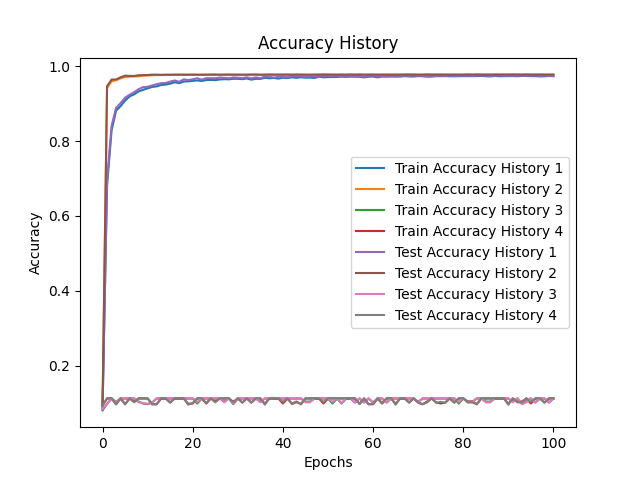 Accuracy History
1.0
0.8
0.6
0.4
0.2
Accuracy
Train Accuracy History 1
Train Accuracy History 2
Train Accuracy History 3
Train Accuracy History 4
Test Accuracy History 1
Test Accuracy History 2
Test Accuracy History 3
Test Accuracy History 4
0 20 40 60 80 100
Epochs